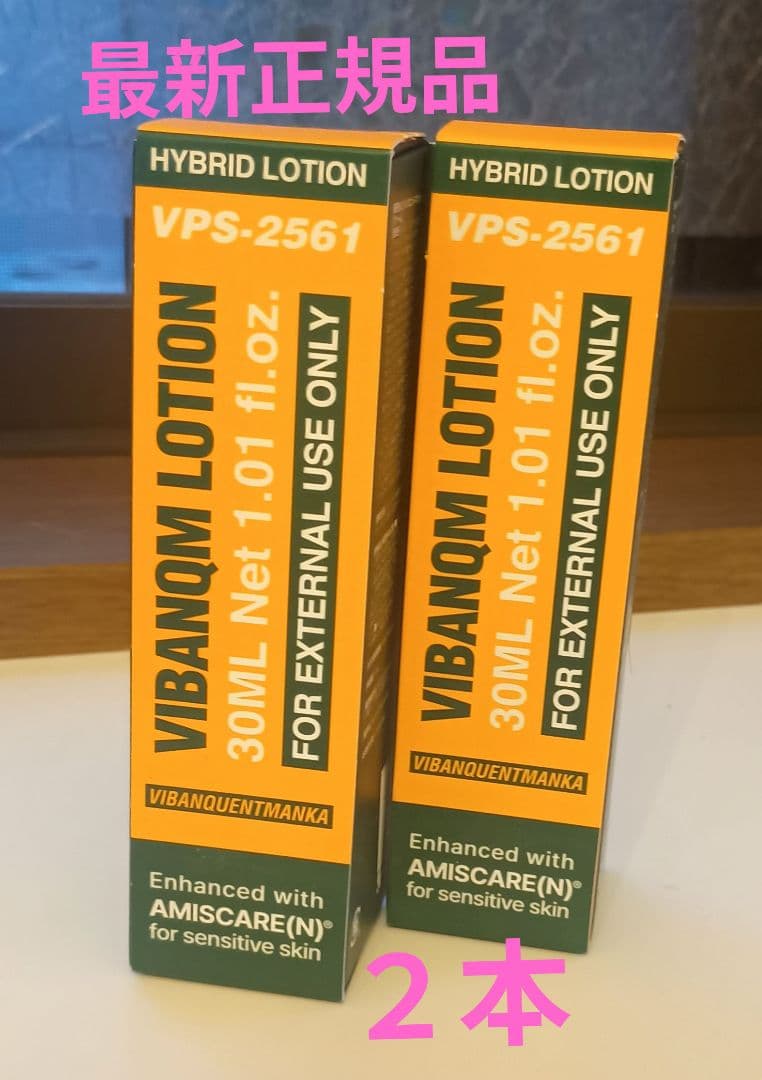 最新正規品
HYBRID LOTION
VPS-2561
VIBANQM LOTION
30ML Net 1.01 fl.oz.
FOR EXTERNAL USE ONLY
VIBANQUENTMANKA
Enhanced with
AMISCARE(N)®
for sensitive skin
HYBRID LOTION
VPS-2561
VIBANQM LOTION
30ML Net 1.01 fl.oz.
FOR EXTERNAL USE ONLY
VIBANQUENTMANKA
Enhanced with
AMISCARE(N)®
for sensitive skin
2本